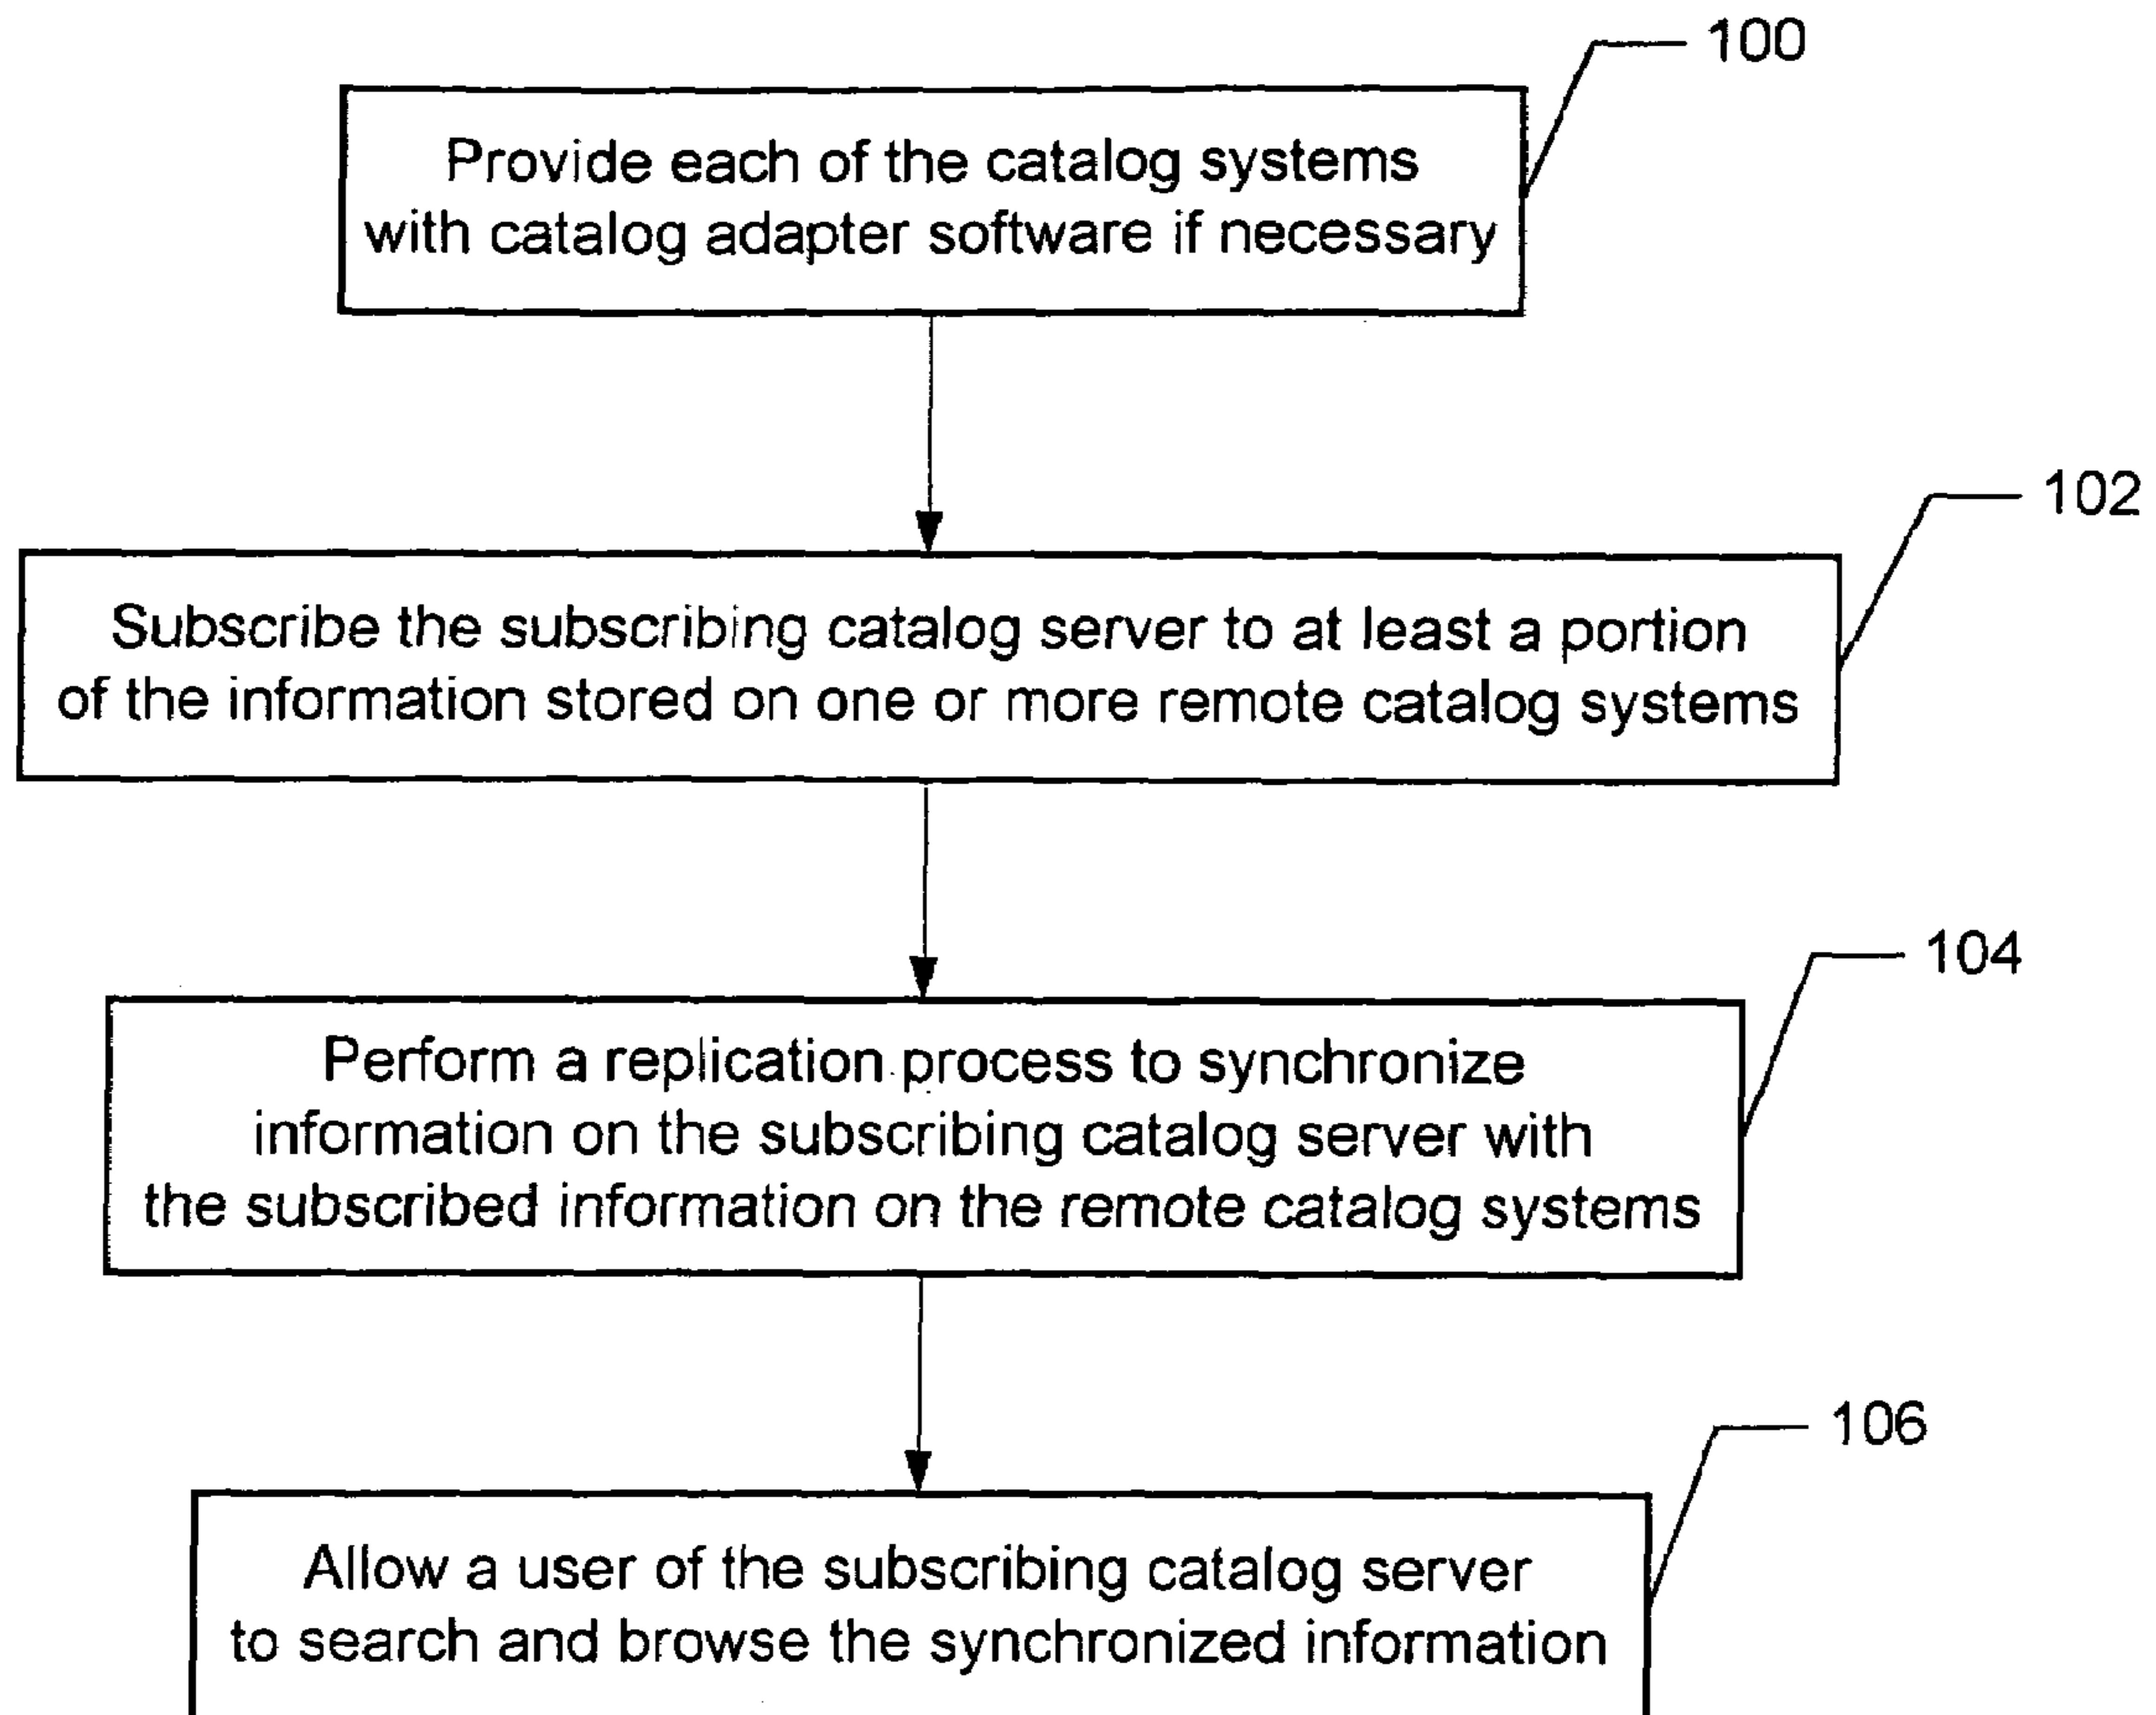 100
Provide each of the catalog systems
with catalog adapter software if necessary
102
Subscribe the subscribing catalog server to at least a portion
of the information stored on one or more remote catalog systems
104
Perform a replication process to synchronize
information on the subscribing catalog server with
the subscribed information on the remote catalog systems
106
Allow a user of the subscribing catalog server
to search and browse the synchronized information